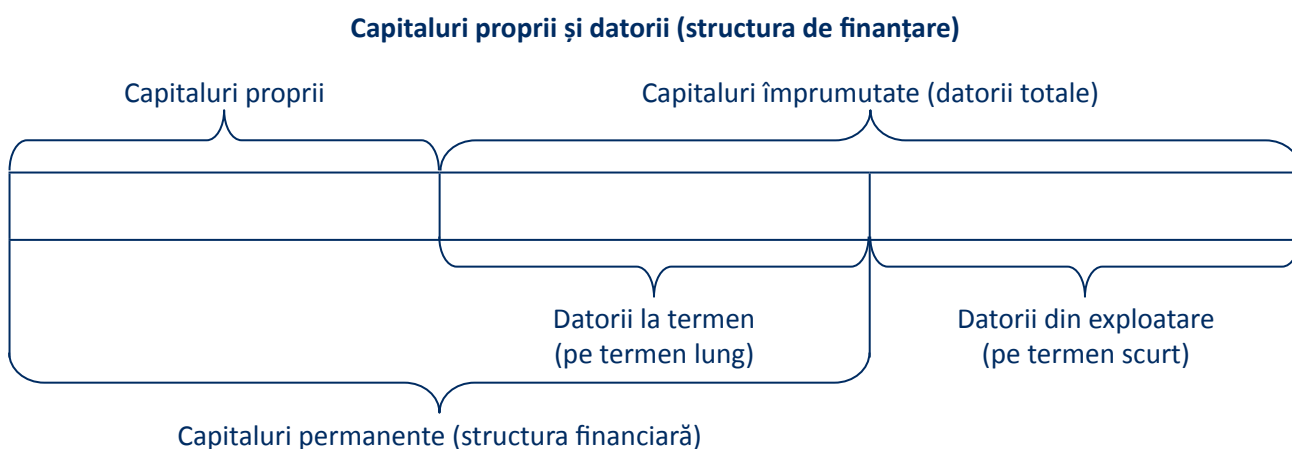 Capitaluri proprii și datorii (structura de finanțare)
Capitaluri proprii
Capitaluri împrumutate (datorii totale)
Datorii la termen
(pe termen lung)
Datorii din exploatare
(pe termen scurt)
Capitaluri permanente (structura financiară)